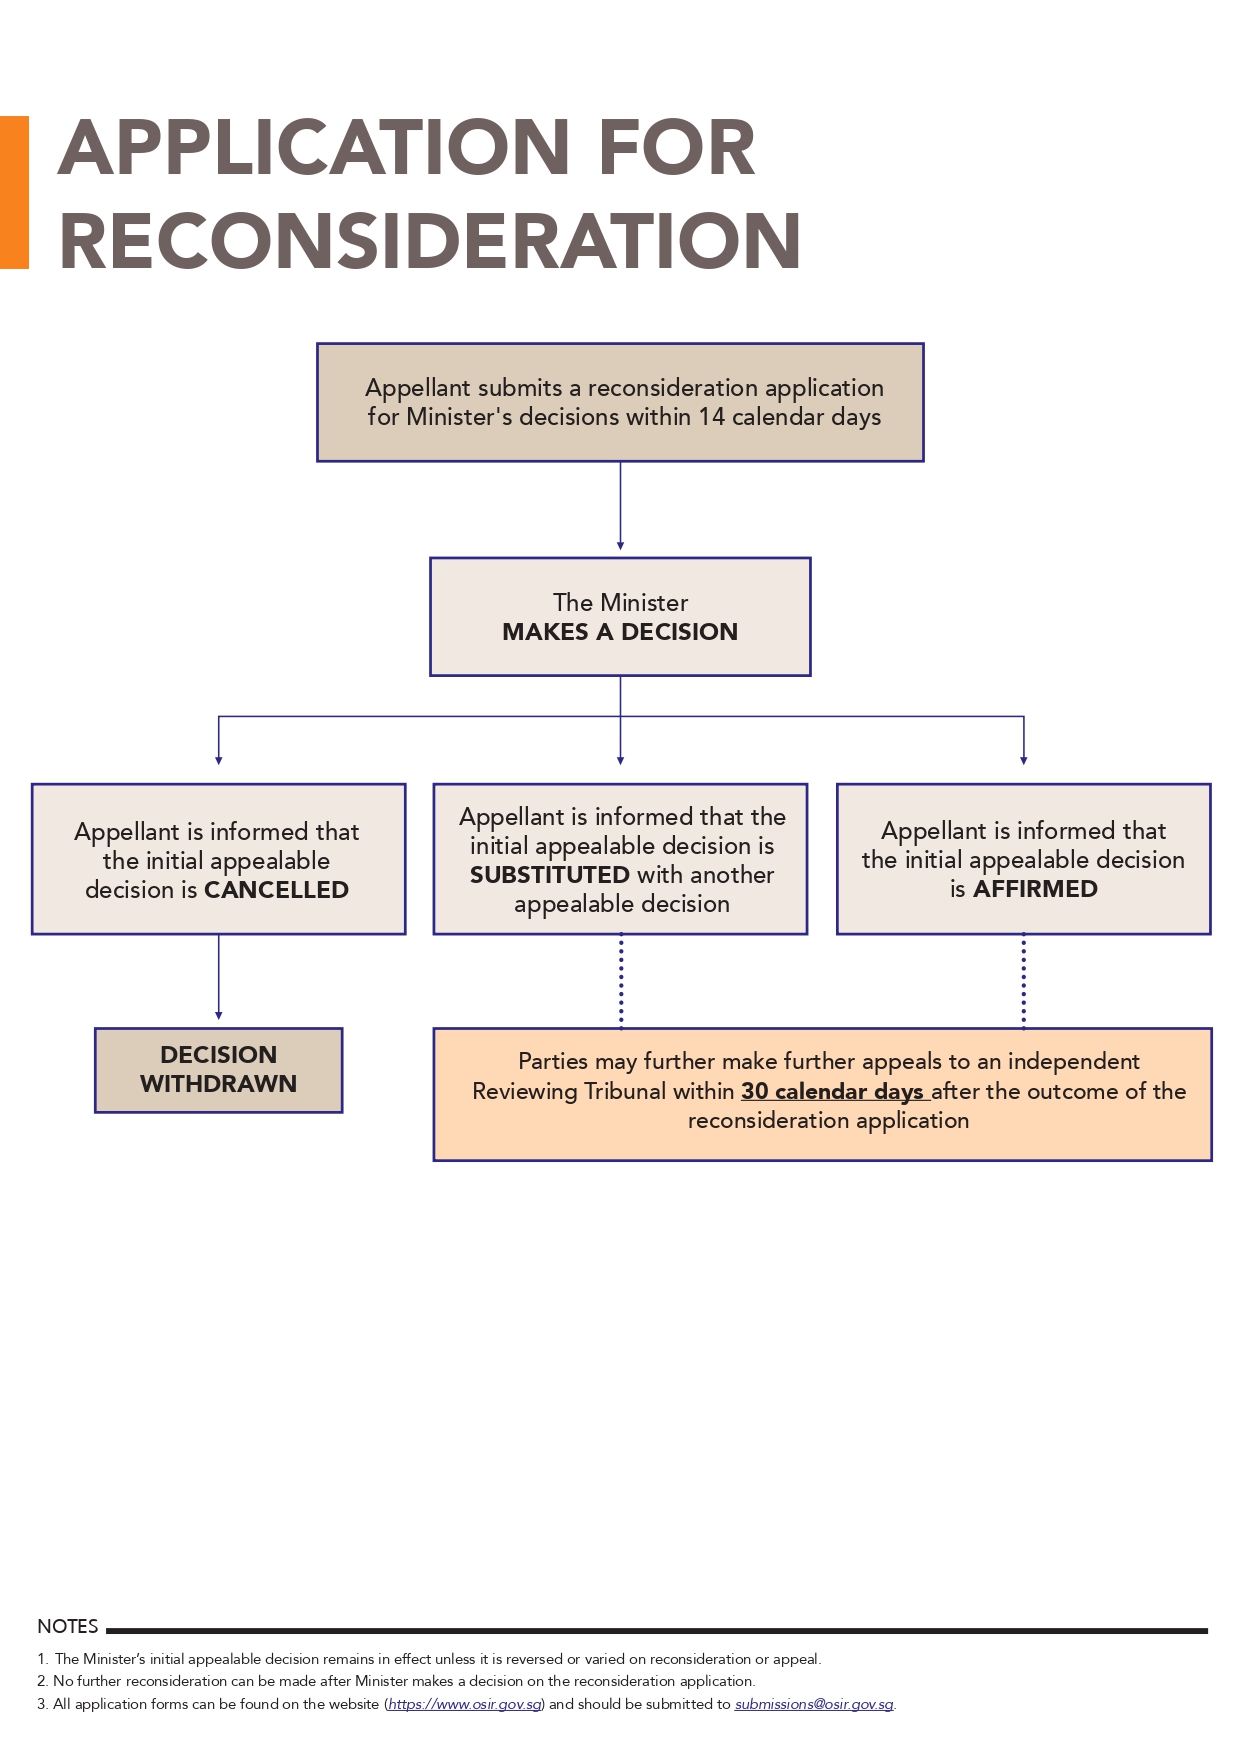 APPLICATION FOR
RECONSIDERATION
Appellant submits a reconsideration application
for Minister's decisions within 14 calendar days
The Minister
MAKES A DECISION
Appellant is informed that
the initial appealable
decision is CANCELLED
Appellant is informed that the
initial appealable decision is
SUBSTITUTED with another
appealable decision
Appellant is informed that
the initial appealable decision
is AFFIRMED
DECISION
WITHDRAWN
Parties may further make further appeals to an independent
Reviewing Tribunal within 30 calendar days after the outcome of the
reconsideration application
NOTES
1. The Minister’s initial appealable decision remains in effect unless it is reversed or varied on reconsideration or appeal.
2. No further reconsideration can be made after Minister makes a decision on the reconsideration application.
3. All application forms can be found on the website (https://www.osir.gov.sg) and should be submitted to submissions@osir.gov.sg.